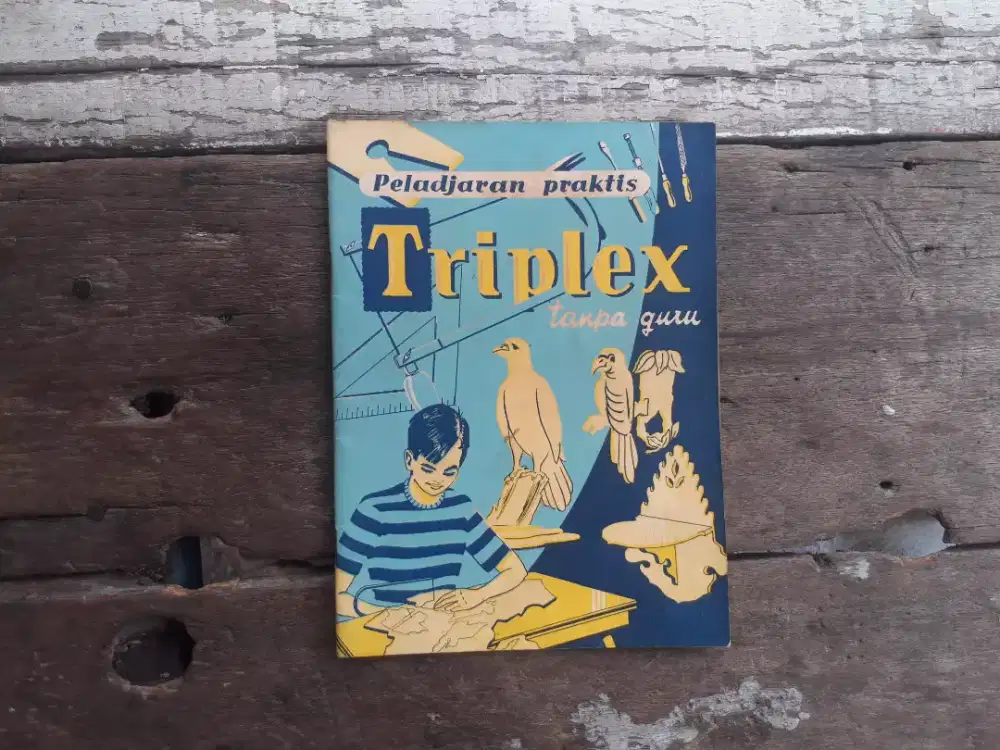 Peladjaran praktis
Triplex
tanpa guru